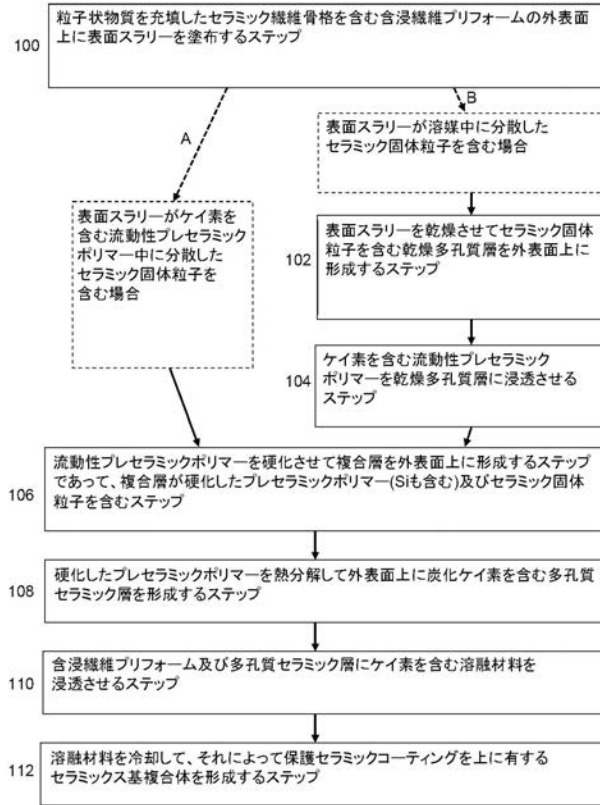 100
粒子状物質を充填したセラミック繊維骨格を含む含浸繊維プリフォームの外表面
上に表面スラリーを塗布するステップ
A
B
表面スラリーが溶媒中に分散した
セラミック固体粒子を含む場合
表面スラリーがケイ素を
含む流動性プレセラミック
ポリマー中に分散した
セラミック固体粒子を
含む場合
102
表面スラリーを乾燥させてセラミック固体
粒子を含む乾燥多孔質層を外表面上に
形成するステップ
104
ケイ素を含む流動性プレセラミック
ポリマーを乾燥多孔質層に浸透させる
ステップ
106
流動性プレセラミックポリマーを硬化させて複合層を外表面上に形成するステップ
であって、複合層が硬化したプレセラミックポリマー(Siも含む)及びセラミック固体
粒子を含むステップ
108
硬化したプレセラミックポリマーを熱分解して外表面上に炭化ケイ素を含む多孔質
セラミック層を形成するステップ
110
含浸繊維プリフォーム及び多孔質セラミック層にケイ素を含む溶融材料を
浸透させるステップ
112
溶融材料を冷却して、それによって保護セラミックコーティングを上に有する
セラミックス基複合体を形成するステップ